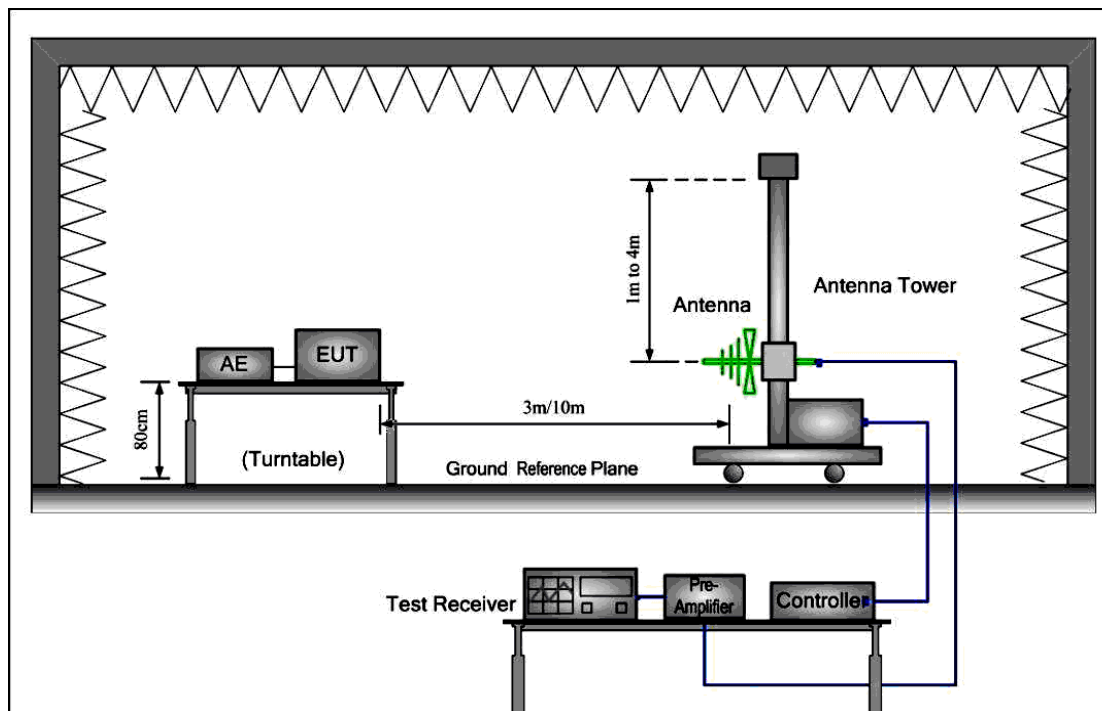 1m to 4m
Antenna Tower
Antenna
AE
EUT
3m/10m
80cm
(Turntable)
Ground Reference Plane
Test Receiver
Pre-
Amplifier
Controller